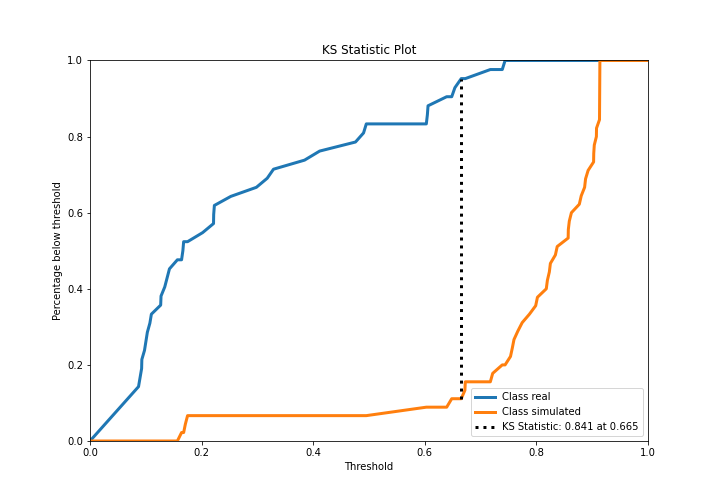 KS Statistic Plot
1.0
0.8
0.6
0.4
0.2
0.0
Percentage below threshold
0.0 0.2 0.4 0.6 0.8 1.0
Threshold
Class real
Class simulated
KS Statistic: 0.841 at 0.665